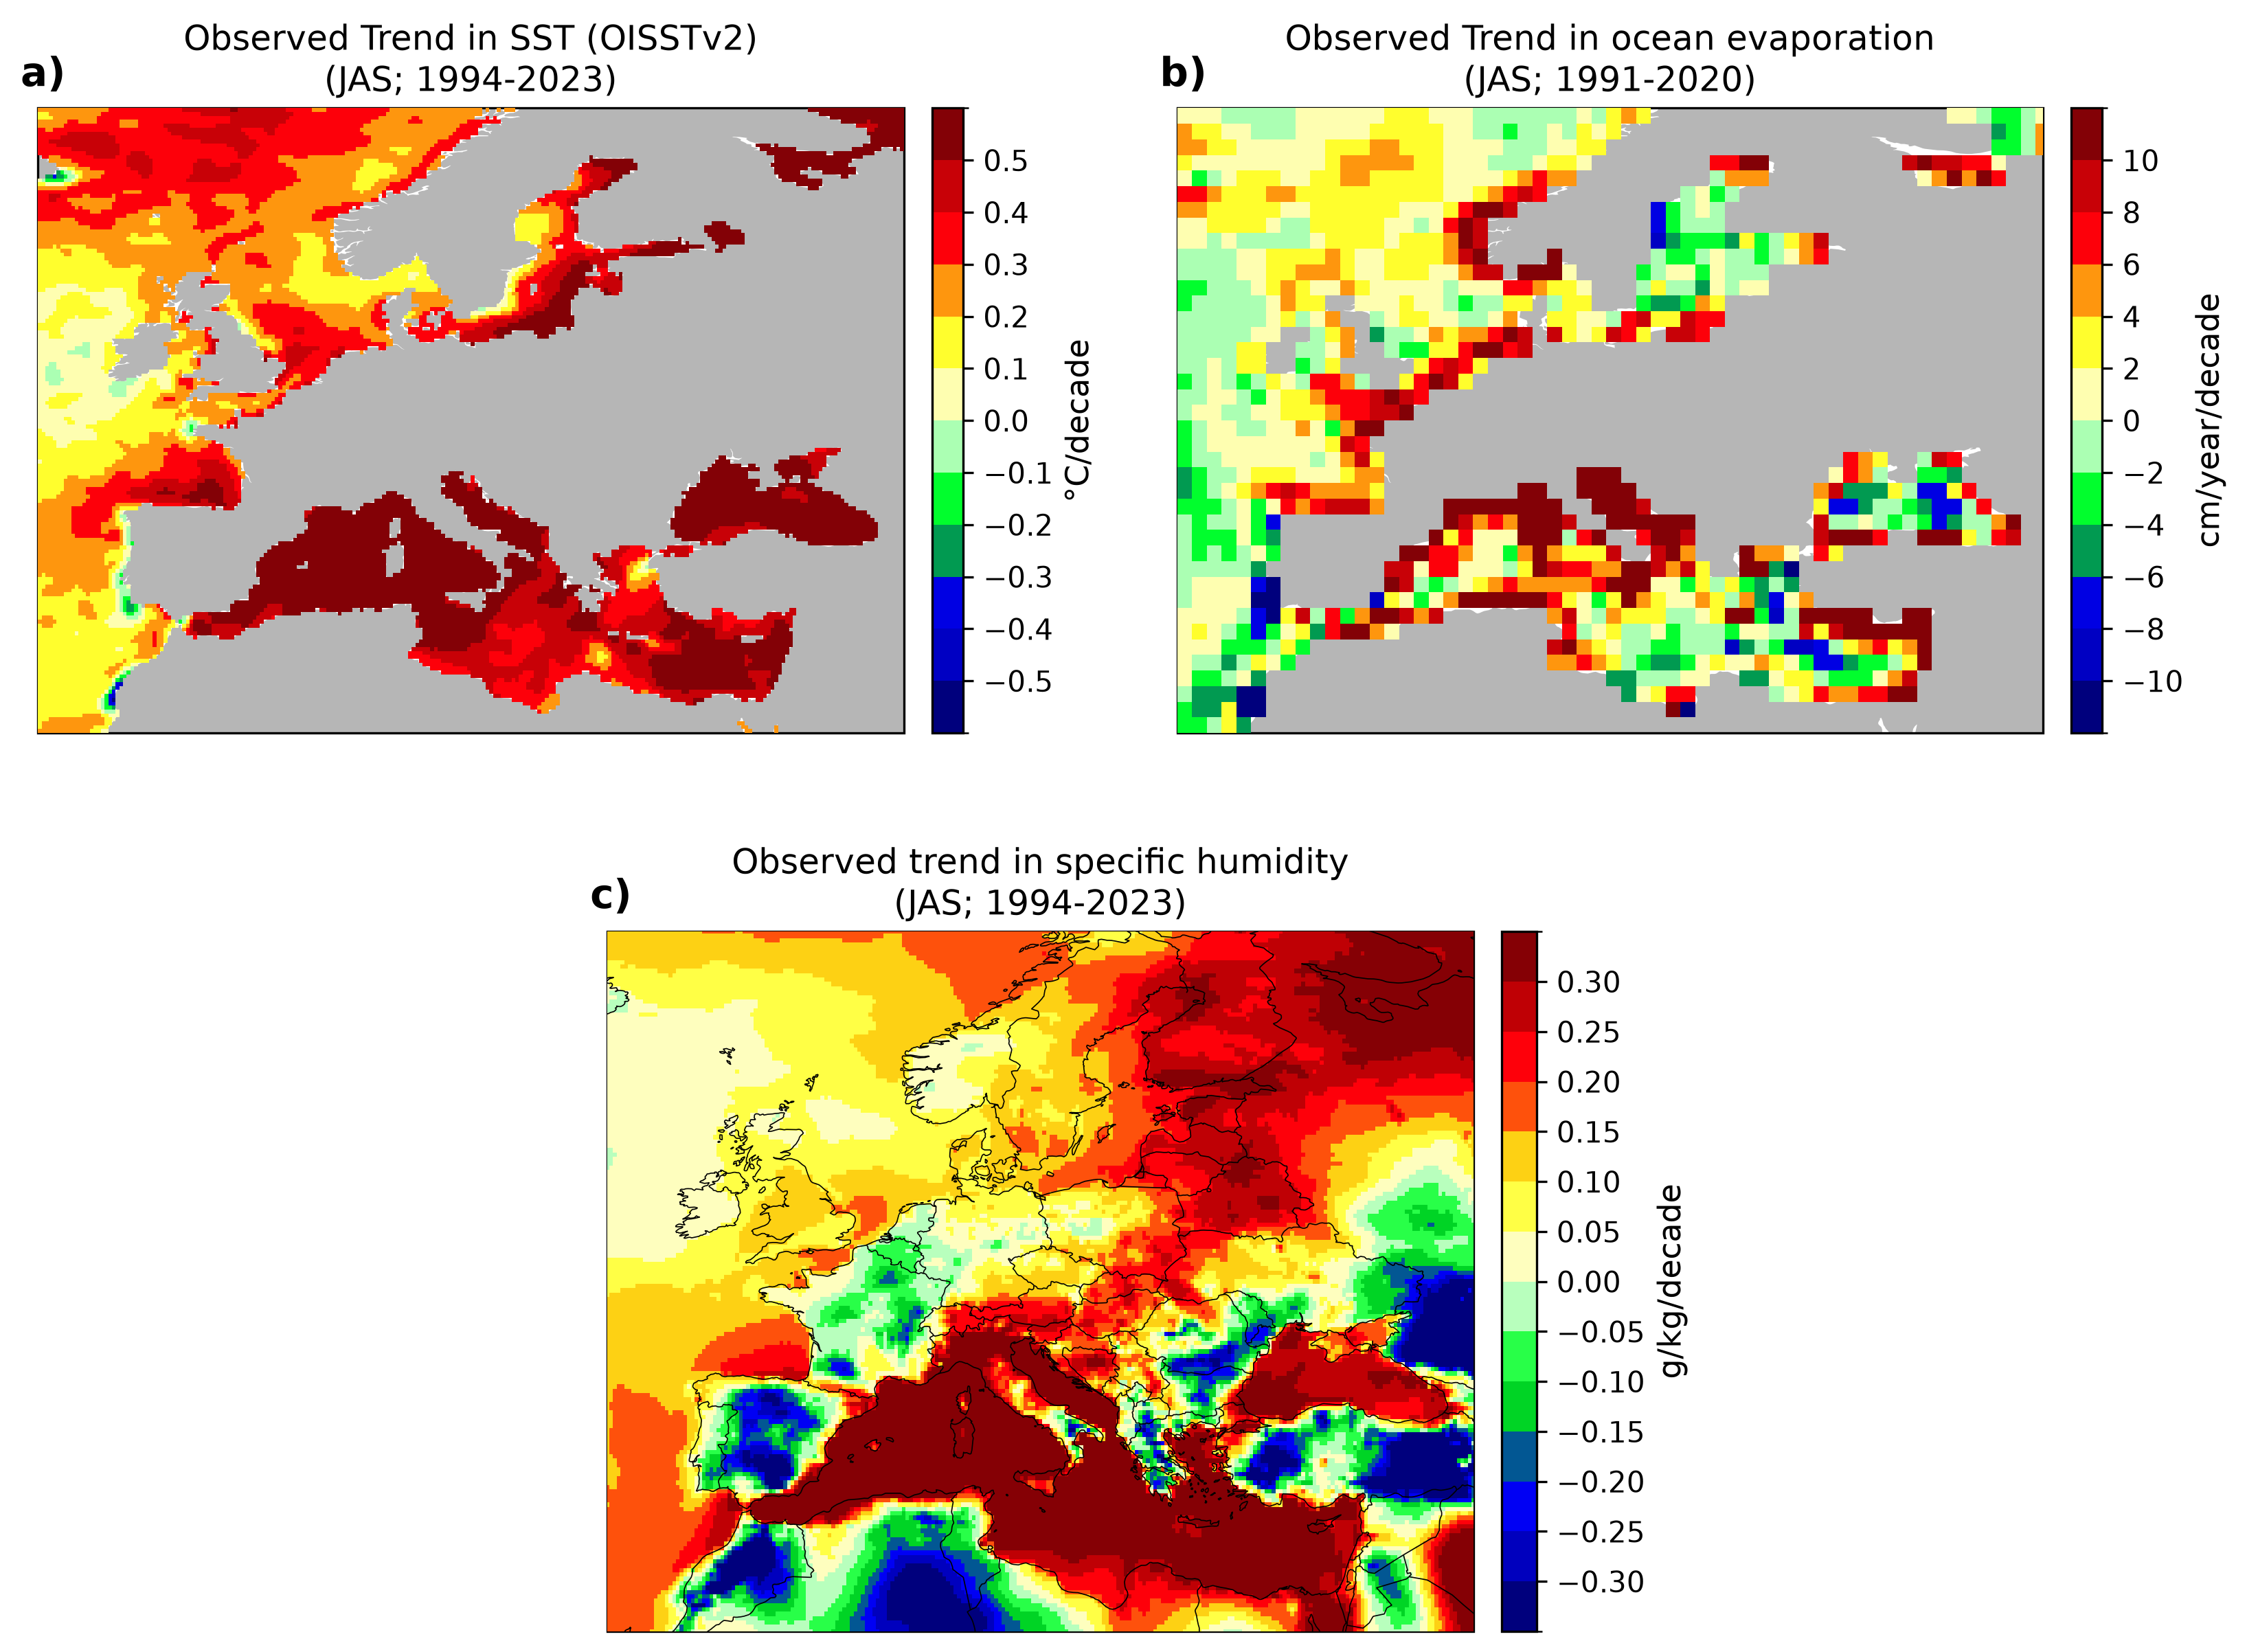 Observed Trend in SST (OISSTv2)
(JAS; 1994-2023)
a)
0.5
0.4
0.3
0.2
0.1
0.0
−0.1
−0.2
−0.3
−0.4
−0.5
°C/decade
Observed Trend in ocean evaporation
(JAS; 1991-2020)
b)
10
8
6
4
2
0
−2
−4
−6
−8
−10
cm/year/decade
Observed trend in specific humidity
(JAS; 1994-2023)
c)
0.30
0.25
0.20
0.15
0.10
0.05
0.00
−0.05
−0.10
−0.15
−0.20
−0.25
−0.30
g/kg/decade